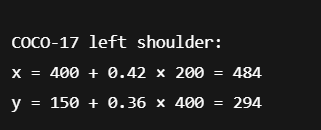 COCO-17 left shoulder:
x = 400 + 0.42 × 200 = 484
y = 150 + 0.36 × 400 = 294